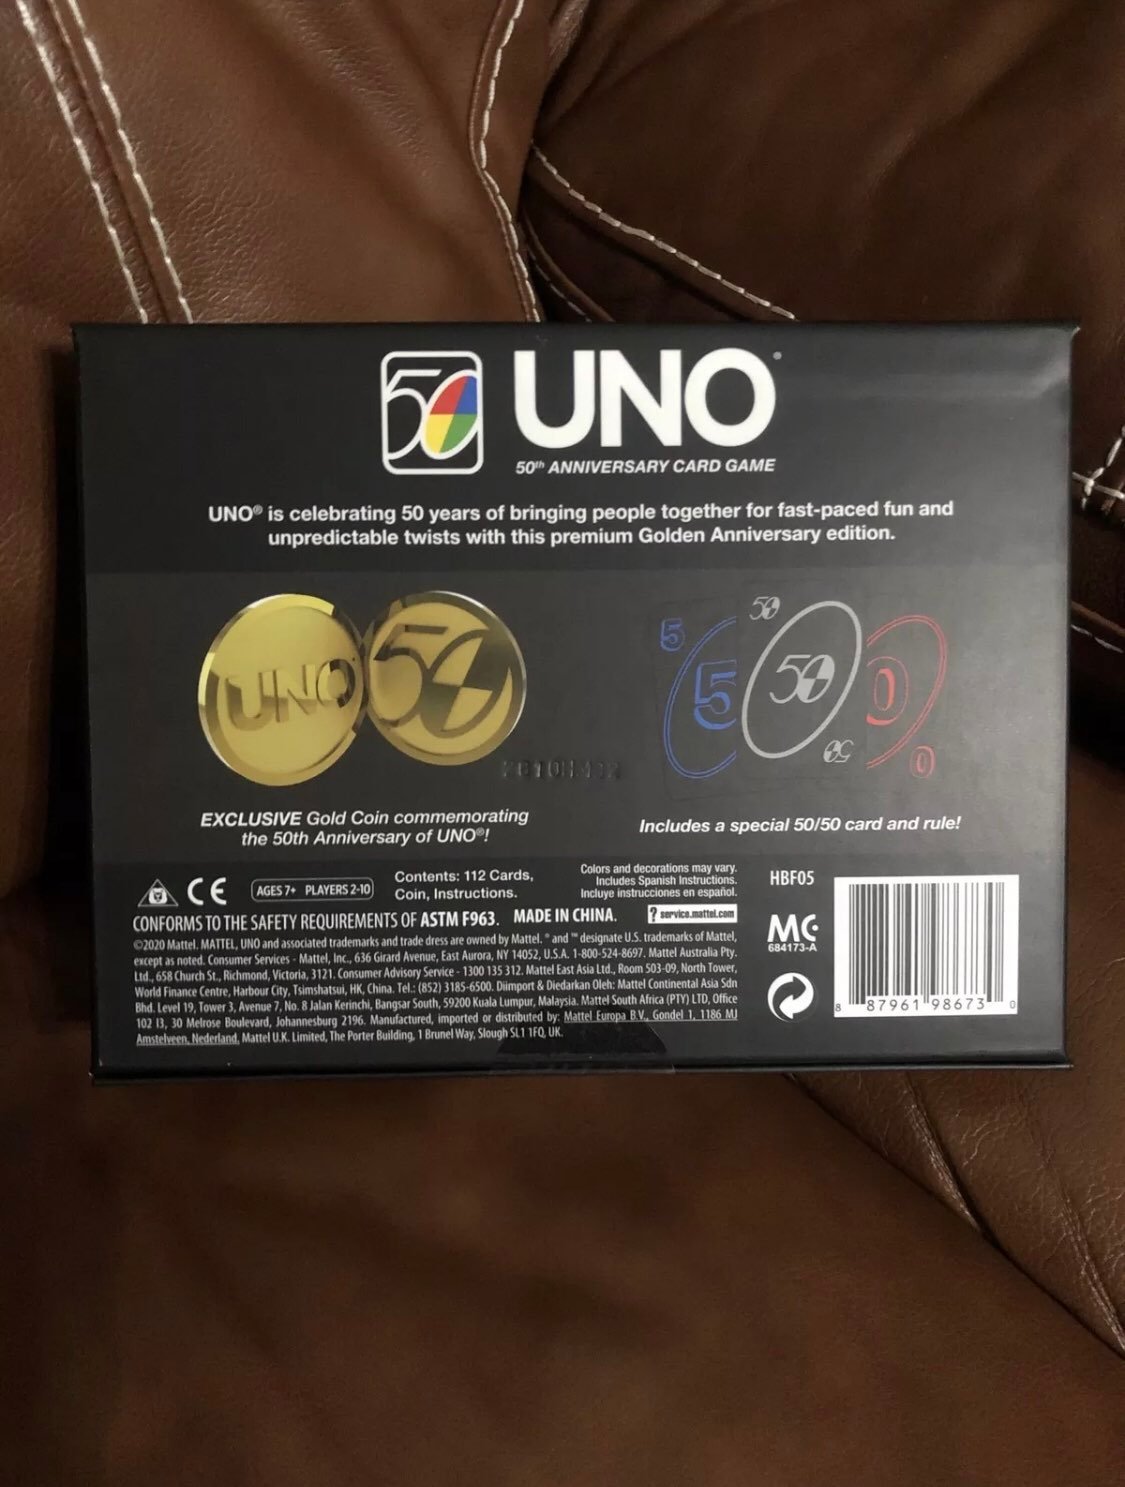 50 UNO®
50th ANNIVERSARY CARD GAME
UNO® is celebrating 50 years of bringing people together for fast-paced fun and
unpredictable twists with this premium Golden Anniversary edition.
UNO 50
5 5 50 50 50 0 0
EXCLUSIVE Gold Coin commemorating
the 50th Anniversary of UNO®!
Includes a special 50/50 card and rule!
CE
AGES 7+ PLAYERS 2-10
Contents: 112 Cards,
Coin, Instructions.
Colors and decorations may vary.
Includes Spanish Instructions.
Incluye instrucciones en español.
CONFORMS TO THE SAFETY REQUIREMENTS OF ASTM F963. MADE IN CHINA.
? service.mattel.com
©2020 Mattel. MATTEL, UNO and associated trademarks and trade dress are owned by Mattel. ® and ™ designate U.S. trademarks of Mattel,
except as noted. Consumer Services - Mattel, Inc., 636 Girard Avenue, East Aurora, NY 14052, U.S.A. 1-800-524-8697. Mattel Australia Pty.
Ltd., 658 Church St., Richmond, Victoria, 3121. Consumer Advisory Service - 1300 135 312. Mattel East Asia Ltd., Room 503-09, North Tower,
World Finance Centre, Harbour City, Tsimshatsui, HK, China. Tel.: (852) 3185-6500. Diimport & Diedarkan Oleh: Mattel Continental Asia Sdn
Bhd. Level 19, Tower 3, Avenue 7, No. 8 Jalan Kerinchi, Bangsar South, 59200 Kuala Lumpur, Malaysia. Mattel South Africa (PTY) LTD, Office
102 I3, 30 Melrose Boulevard, Johannesburg 2196. Manufactured, imported or distributed by: Mattel Europa B.V., Gondel 1, 1186 MJ
Amstelveen, Nederland, Mattel U.K. Limited, The Porter Building, 1 Brunel Way, Slough SL1 1FQ, UK.
HBF05
MC
684173-A
8 87961 98673 0